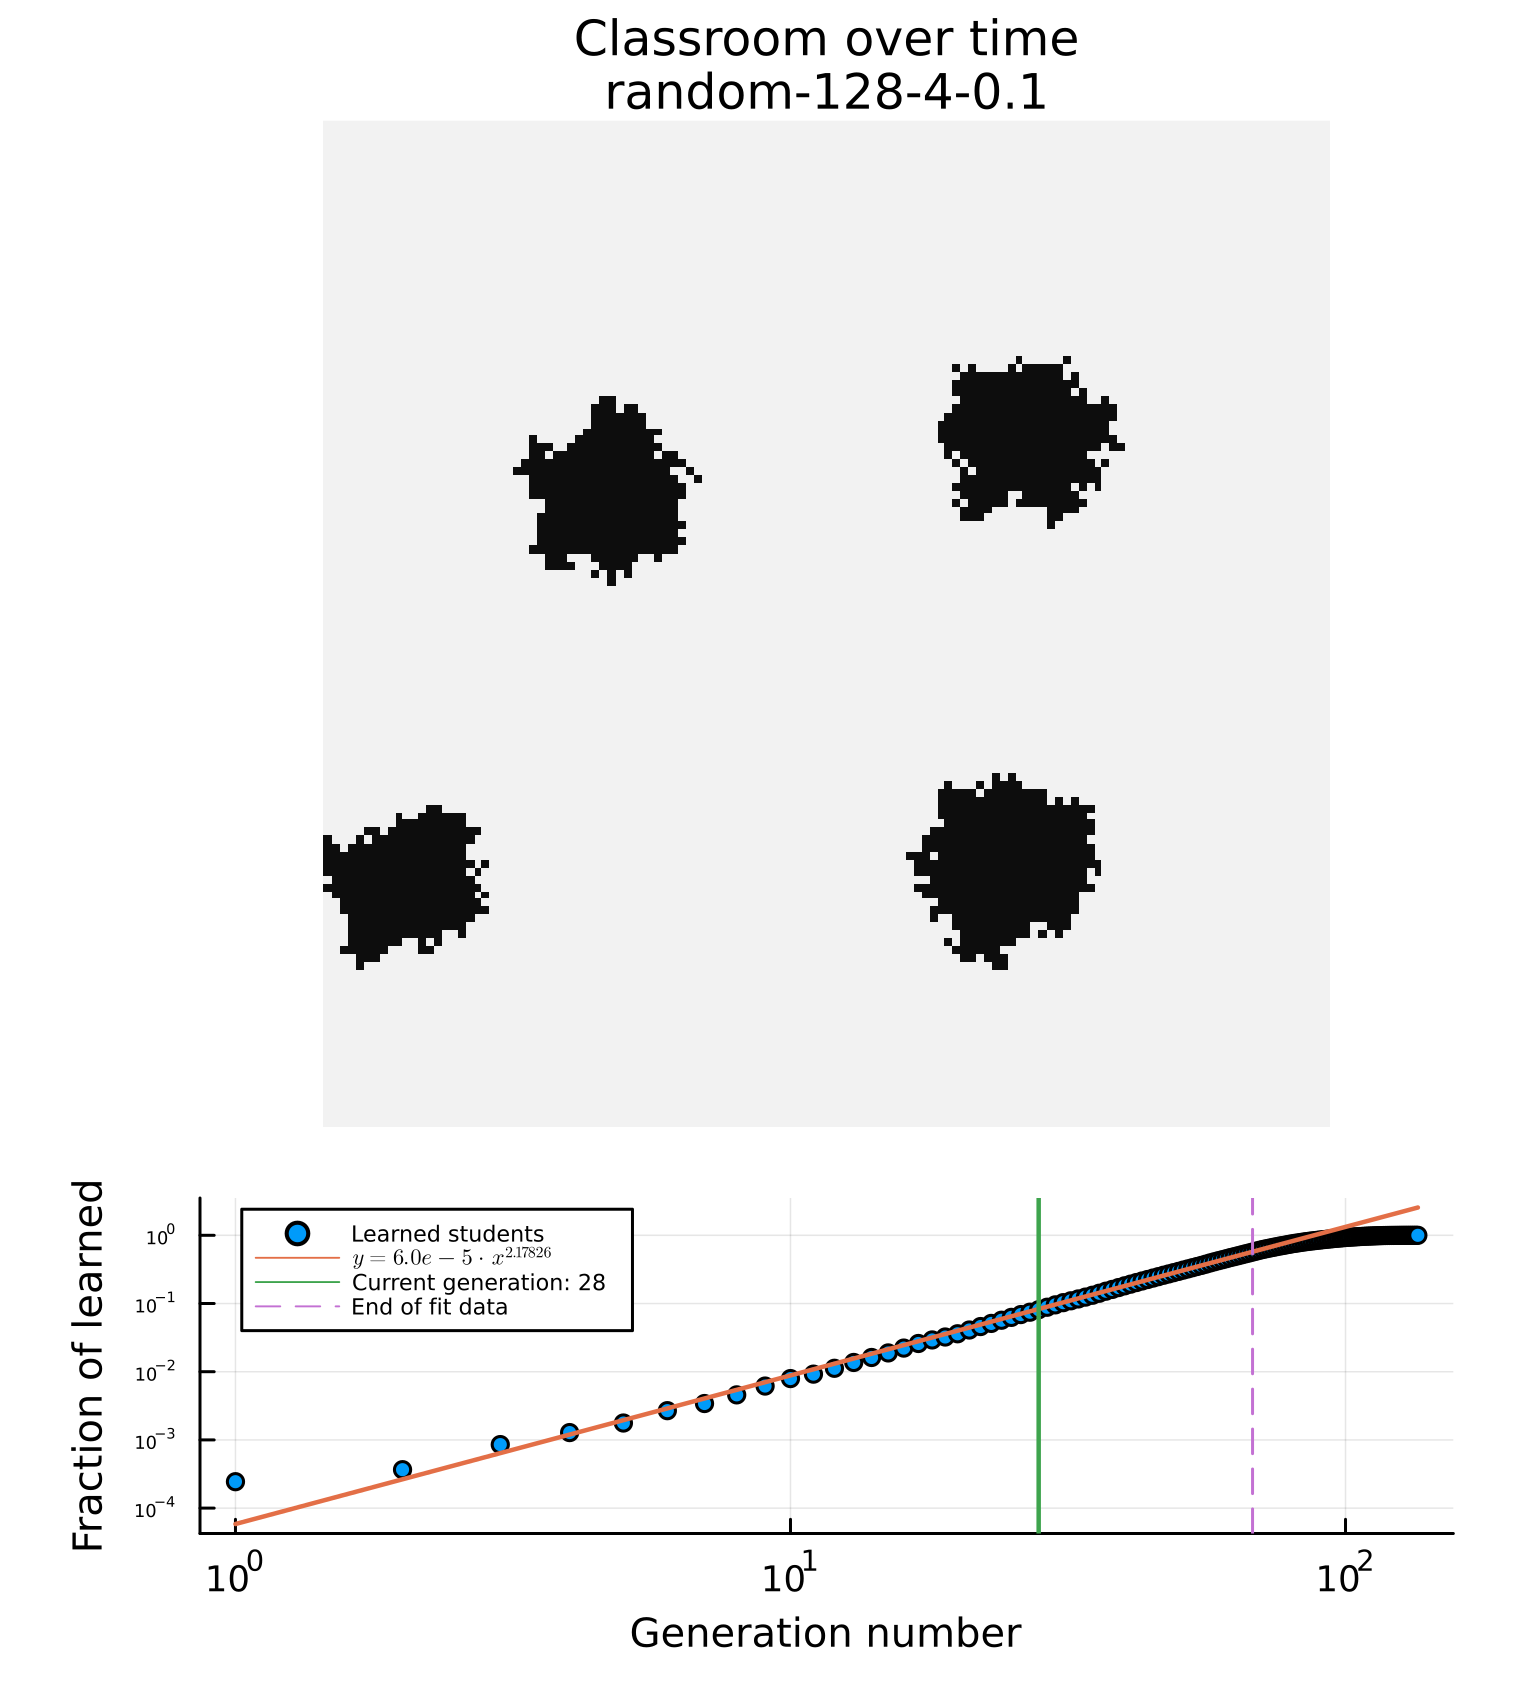 Classroom over time
random-128-4-0.1
Fraction of learned
10^0
10^−1
10^−2
10^−3
10^−4
Learned students
y = 6.0e − 5 · x^2.17826
Current generation: 28
End of fit data
10^0 10^1 10^2
Generation number